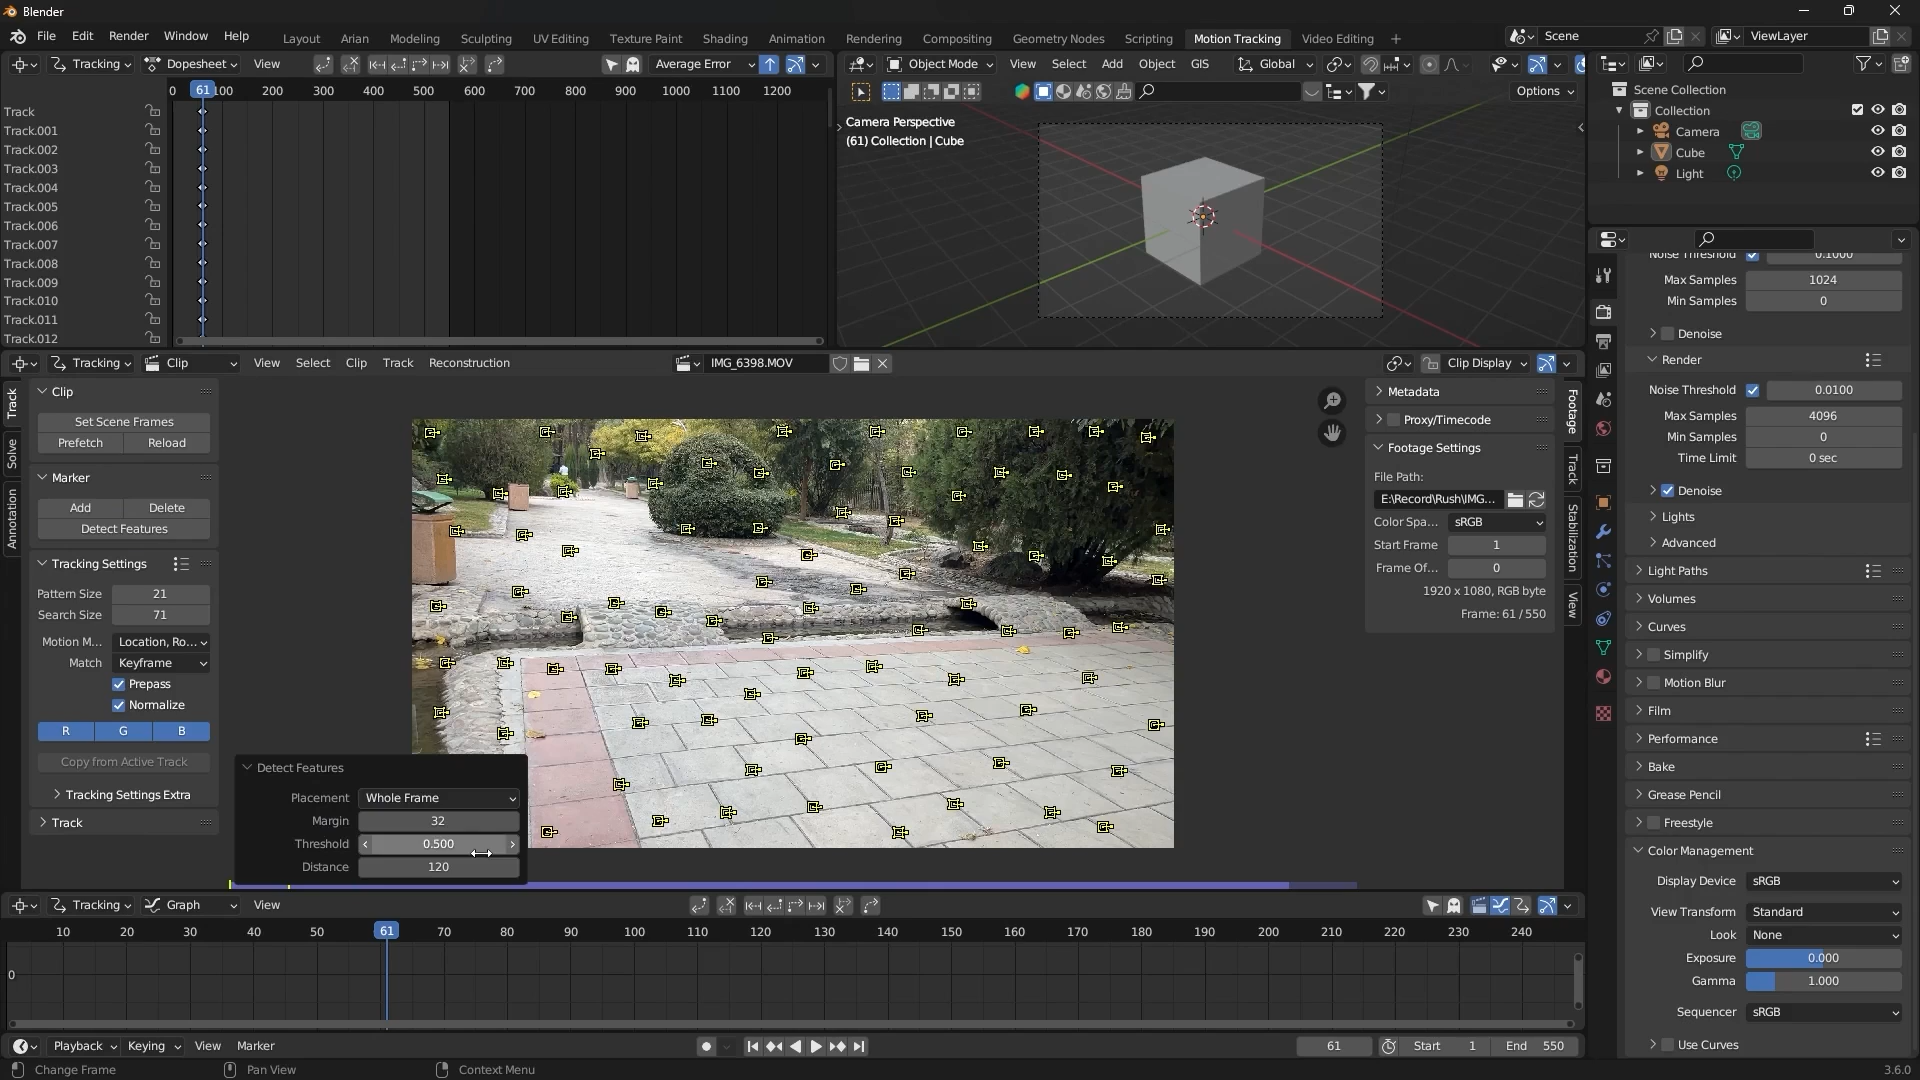 Blender
File Edit Render Window Help Layout Arian Modeling Sculpting UV Editing Texture Paint Shading Animation Rendering Compositing Geometry Nodes Scripting Motion Tracking Video Editing + Scene ViewLayer
Tracking Dopesheet View Average Error
0 61 100 200 300 400 500 600 700 800 900 1000 1100 1200
Track
Track.001
Track.002
Track.003
Track.004
Track.005
Track.006
Track.007
Track.008
Track.009
Track.010
Track.011
Track.012
Object Mode View Select Add Object GIS Global
Options
Camera Perspective
(61) Collection | Cube
Scene Collection
Collection
Camera
Cube
Light
Noise Threshold 0.1000
Max Samples 1024
Min Samples 0
Denoise
Render
Noise Threshold 0.0100
Max Samples 4096
Min Samples 0
Time Limit 0 sec
Denoise
Lights
Advanced
Light Paths
Volumes
Curves
Simplify
Motion Blur
Film
Performance
Bake
Grease Pencil
Freestyle
Color Management
Display Device sRGB
View Transform Standard
Look None
Exposure 0.000
Gamma 1.000
Sequencer sRGB
Use Curves
Tracking Clip View Select Clip Track Reconstruction IMG_6398.MOV Clip Display
Track
Solve
Annotation
Clip
Set Scene Frames
Prefetch Reload
Marker
Add Delete
Detect Features
Tracking Settings
Pattern Size 21
Search Size 71
Motion M... Location, Ro...
Match Keyframe
Prepass
Normalize
R G B
Copy from Active Track
Tracking Settings Extra
Track
Detect Features
Placement Whole Frame
Margin 32
Threshold 0.500
Distance 120
Metadata
Proxy/Timecode
Footage Settings
File Path:
E:\Record\Rush\IMG...
Color Spa... sRGB
Start Frame 1
Frame Of... 0
1920 x 1080, RGB byte
Frame: 61 / 550
Footage
Track
Stabilization
View
Tracking Graph View
10 20 30 40 50 61 70 80 90 100 110 120 130 140 150 160 170 180 190 200 210 220 230 240
0
Playback Keying View Marker 61 Start 1 End 550
Change Frame Pan View Context Menu 3.6.0